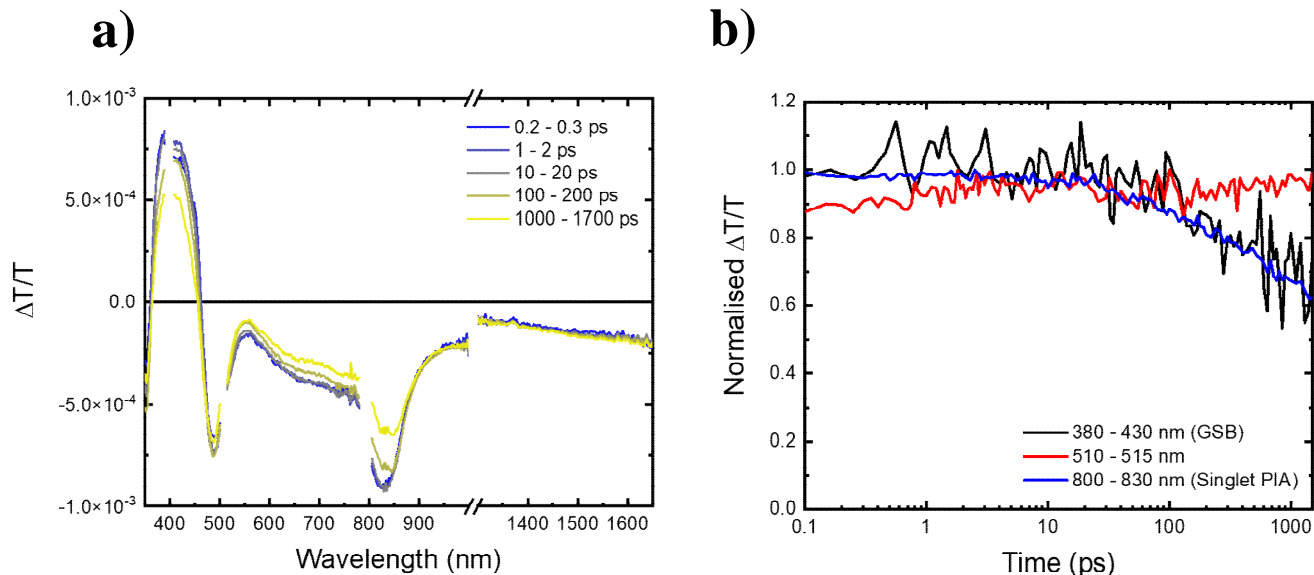 a)
b)
1.0×10⁻³
5.0×10⁻⁴
0.0
-5.0×10⁻⁴
-1.0×10⁻³
ΔT/T
0.2 - 0.3 ps
1 - 2 ps
10 - 20 ps
100 - 200 ps
1000 - 1700 ps
400 500 600 700 800 900 1400 1500 1600
Wavelength (nm)
1.2
1.0
0.8
0.6
0.4
0.2
0.0
Normalised ΔT/T
380 - 430 nm (GSB)
510 - 515 nm
800 - 830 nm (Singlet PIA)
0.1 1 10 100 1000
Time (ps)